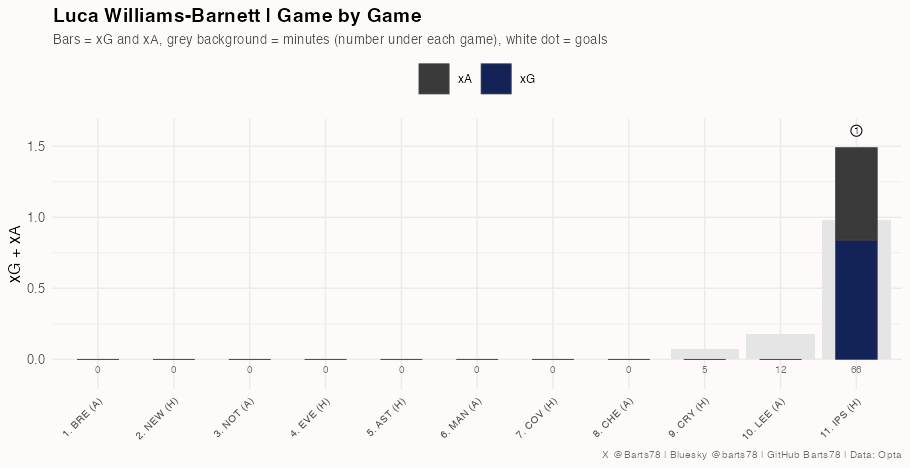 Luca Williams-Barnett | Game by Game
Bars = xG and xA, grey background = minutes (number under each game), white dot = goals
xA xG
1
1.5
1.0
0.5
0.0
xG + xA
0 0 0 0 0 0 0 0 5 12 66
1. BRE (A) 2. NEW (H) 3. NOT (A) 4. EVE (H) 5. AST (H) 6. MAN (A) 7. COV (H) 8. CHE (A) 9. CRY (H) 10. LEE (A) 11. IPS (H)
X @Barts78 | Bluesky @barts78 | GitHub Barts78 | Data: Opta